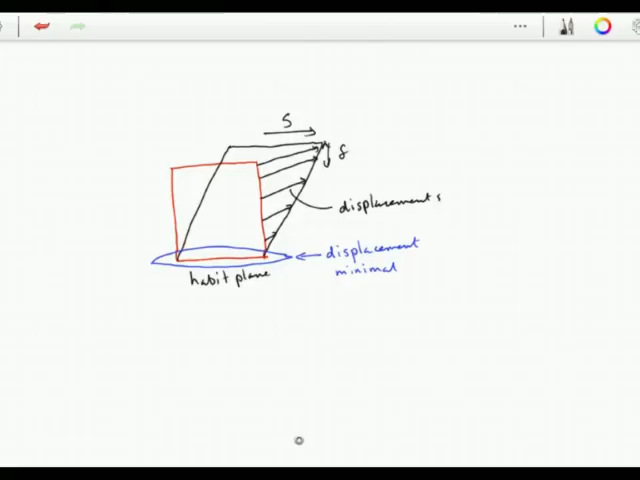 S
δ
displacements
displacement
minimal
habit plane